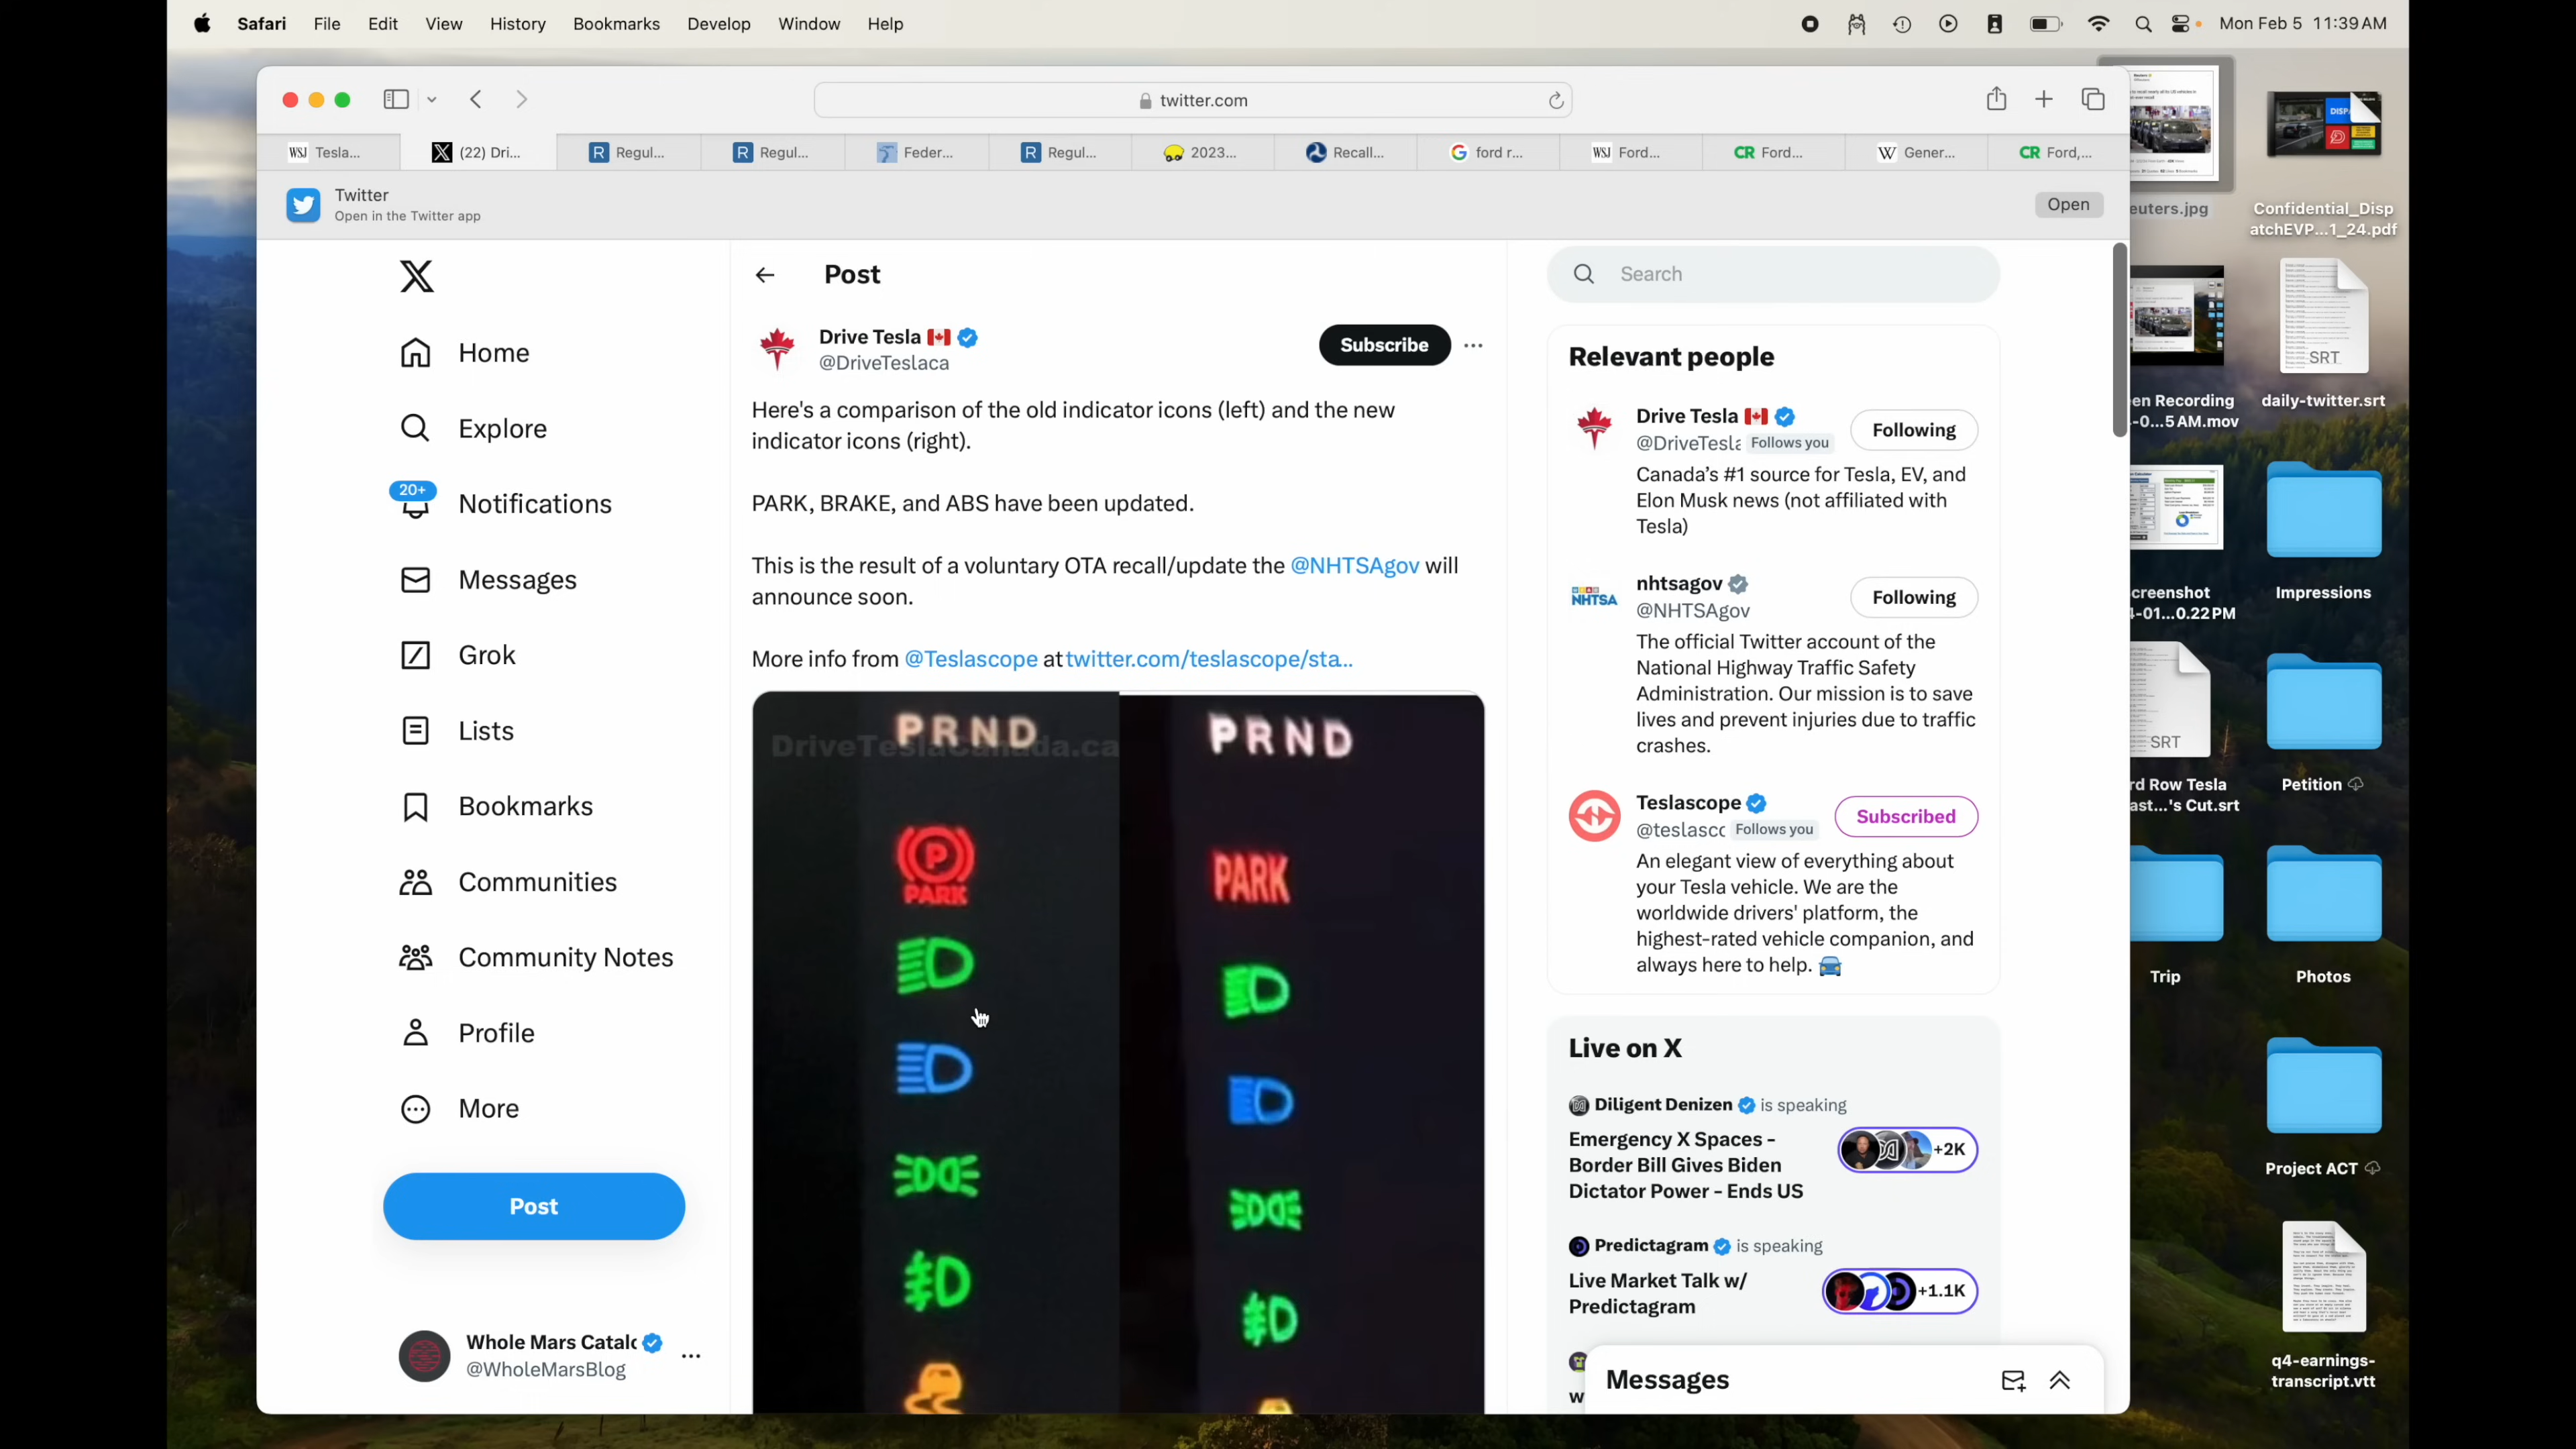 Safari File Edit View History Bookmarks Develop Window Help Mon Feb 5 11:39 AM
twitter.com
WSJ Tesla... X (22) Dri... R Regul... R Regul... Feder... R Regul... 2023... Recall... G ford r... WSJ Ford... CR Ford... W Gener... CR Ford,...
Twitter
Open in the Twitter app
Open
X
Home
Explore
20+
Notifications
Messages
Grok
Lists
Bookmarks
Communities
Community Notes
Profile
More
Post
Whole Mars Catalc
@WholeMarsBlog
Post
Drive Tesla
@DriveTeslaca
Subscribe
Here's a comparison of the old indicator icons (left) and the new
indicator icons (right).
PARK, BRAKE, and ABS have been updated.
This is the result of a voluntary OTA recall/update the @NHTSAgov will
announce soon.
More info from @Teslascope at twitter.com/teslascope/sta...
PRND PRND
DriveTeslaCanada.ca
P
PARK PARK
Search
Relevant people
Drive Tesla
@DriveTesla Follows you
Following
Canada's #1 source for Tesla, EV, and
Elon Musk news (not affiliated with
Tesla)
NHTSA
nhtsagov
@NHTSAgov
Following
The official Twitter account of the
National Highway Traffic Safety
Administration. Our mission is to save
lives and prevent injuries due to traffic
crashes.
Teslascope
@teslasco Follows you
Subscribed
An elegant view of everything about
your Tesla vehicle. We are the
worldwide drivers' platform, the
highest-rated vehicle companion, and
always here to help.
Live on X
Diligent Denizen is speaking
Emergency X Spaces -
Border Bill Gives Biden
Dictator Power - Ends US
+2K
Predictagram is speaking
Live Market Talk w/
Predictagram
+1.1K
w
Messages
euters.jpg
Confidential_Disp
atchEVP...1_24.pdf
DISP
en Recording
-0...5 AM.mov
SRT
daily-twitter.srt
creenshot
-01...0.22 PM
Impressions
SRT
rd Row Tesla
ast...'s Cut.srt
Petition
Trip
Photos
Project ACT
q4-earnings-
transcript.vtt